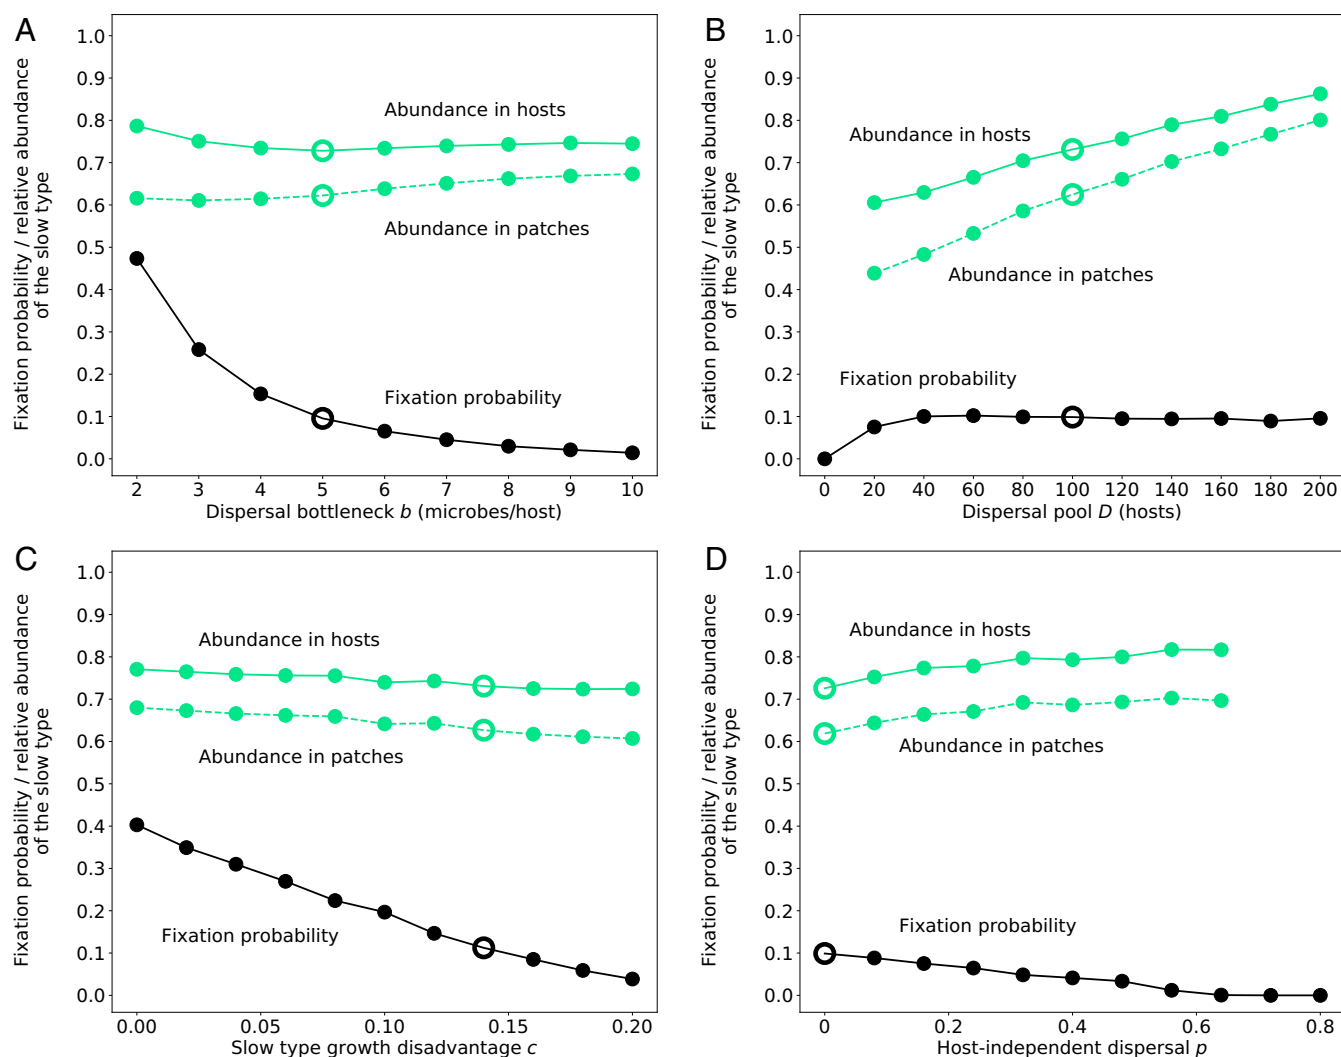 A
Fixation probability / relative abundance
of the slow type
1.0
0.9
0.8
0.7
0.6
0.5
0.4
0.3
0.2
0.1
0.0
Abundance in hosts
Abundance in patches
Fixation probability
2 3 4 5 6 7 8 9 10
Dispersal bottleneck b (microbes/host)
B
Fixation probability / relative abundance
of the slow type
1.0
0.9
0.8
0.7
0.6
0.5
0.4
0.3
0.2
0.1
0.0
Abundance in hosts
Abundance in patches
Fixation probability
0 20 40 60 80 100 120 140 160 180 200
Dispersal pool D (hosts)
C
Fixation probability / relative abundance
of the slow type
1.0
0.9
0.8
0.7
0.6
0.5
0.4
0.3
0.2
0.1
0.0
Abundance in hosts
Abundance in patches
Fixation probability
0.00 0.05 0.10 0.15 0.20
Slow type growth disadvantage c
D
Fixation probability / relative abundance
of the slow type
1.0
0.9
0.8
0.7
0.6
0.5
0.4
0.3
0.2
0.1
0.0
Abundance in hosts
Abundance in patches
Fixation probability
0 0.2 0.4 0.6 0.8
Host-independent dispersal p